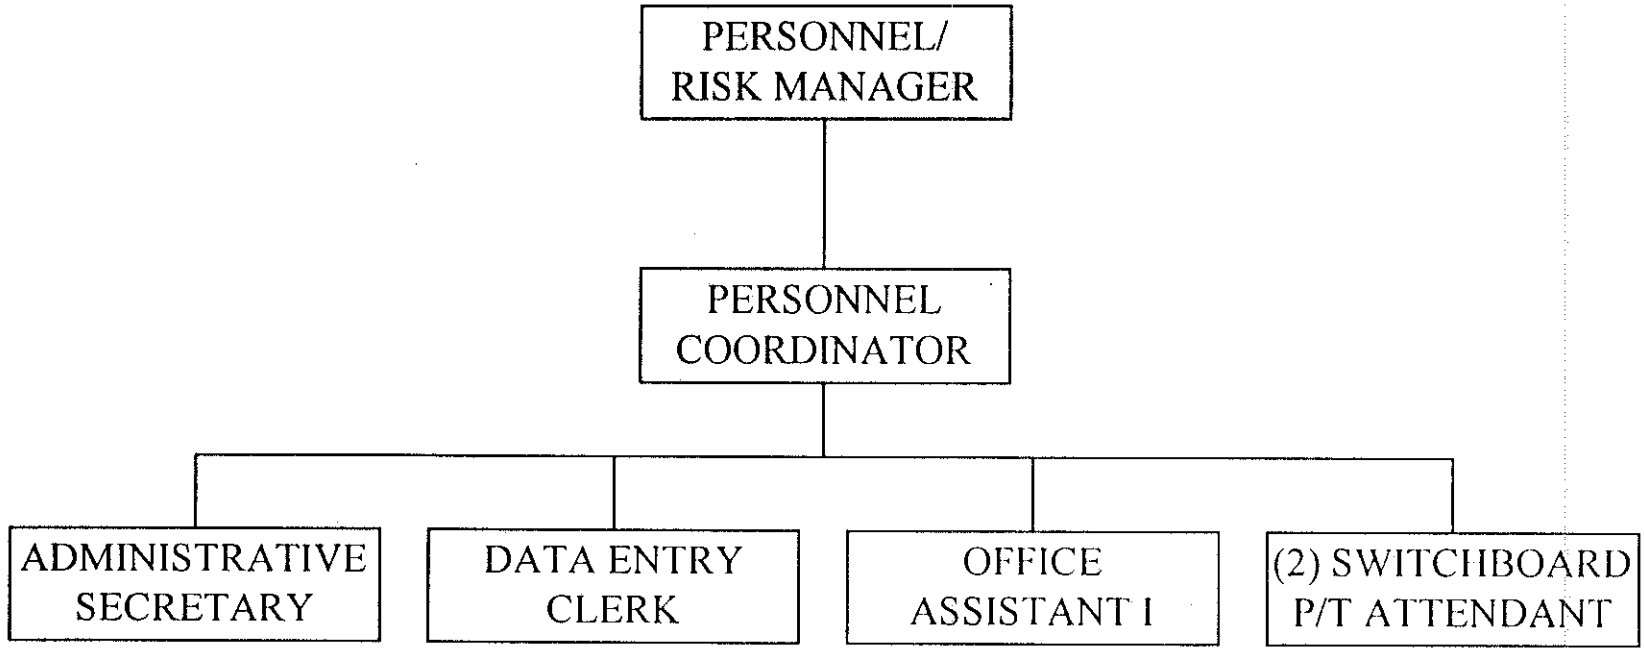 PERSONNEL/
RISK MANAGER
PERSONNEL
COORDINATOR
ADMINISTRATIVE
SECRETARY
DATA ENTRY
CLERK
OFFICE
ASSISTANT I
(2) SWITCHBOARD
P/T ATTENDANT